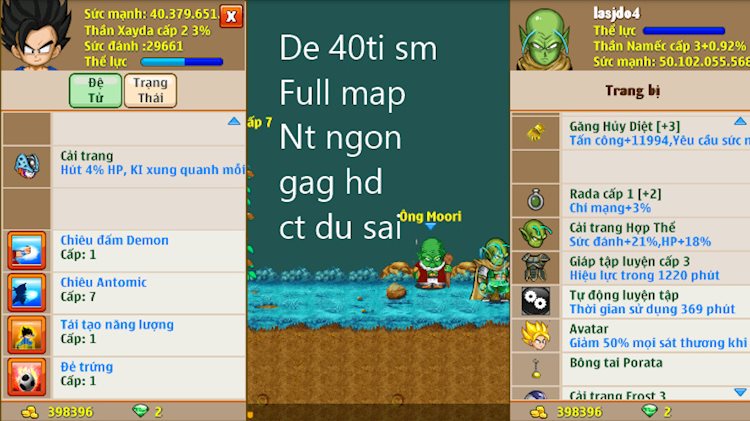 Sức mạnh: 40.379.651
Thần Xayda cấp 2 3%
Sức đánh :29661
Thể lực
Đệ Tử
Trạng Thái
Cải trang
Hút 4% HP, KI xung quanh mỗi
Chiêu đấm Demon
Cấp: 1
Chiêu Antomic
Cấp: 7
Tái tạo năng lượng
Cấp: 1
Đẻ trứng
Cấp: 1
398396
2
De 40ti sm
Full map
Nt ngon
gag hd
ct du sai
ấp 7
Ông Moori
lasjdo4
Thể lực
Thần Namếc cấp 3+0.92%
Sức mạnh: 50.102.055.568
Trang bị
Găng Hủy Diệt [+3]
Tấn công+11994,Yêu cầu sức n
Rada cấp 1 [+2]
Chí mạng+3%
Cải trang Hợp Thể
Sức đánh+21%,HP+18%
Giáp tập luyện cấp 3
Hiệu lực trong 1220 phút
Tự động luyện tập
Thời gian sử dụng 369 phút
Avatar
Giảm 50% mọi sát thương khi
Bông tai Porata
Cải trang Frost 3
398396
2